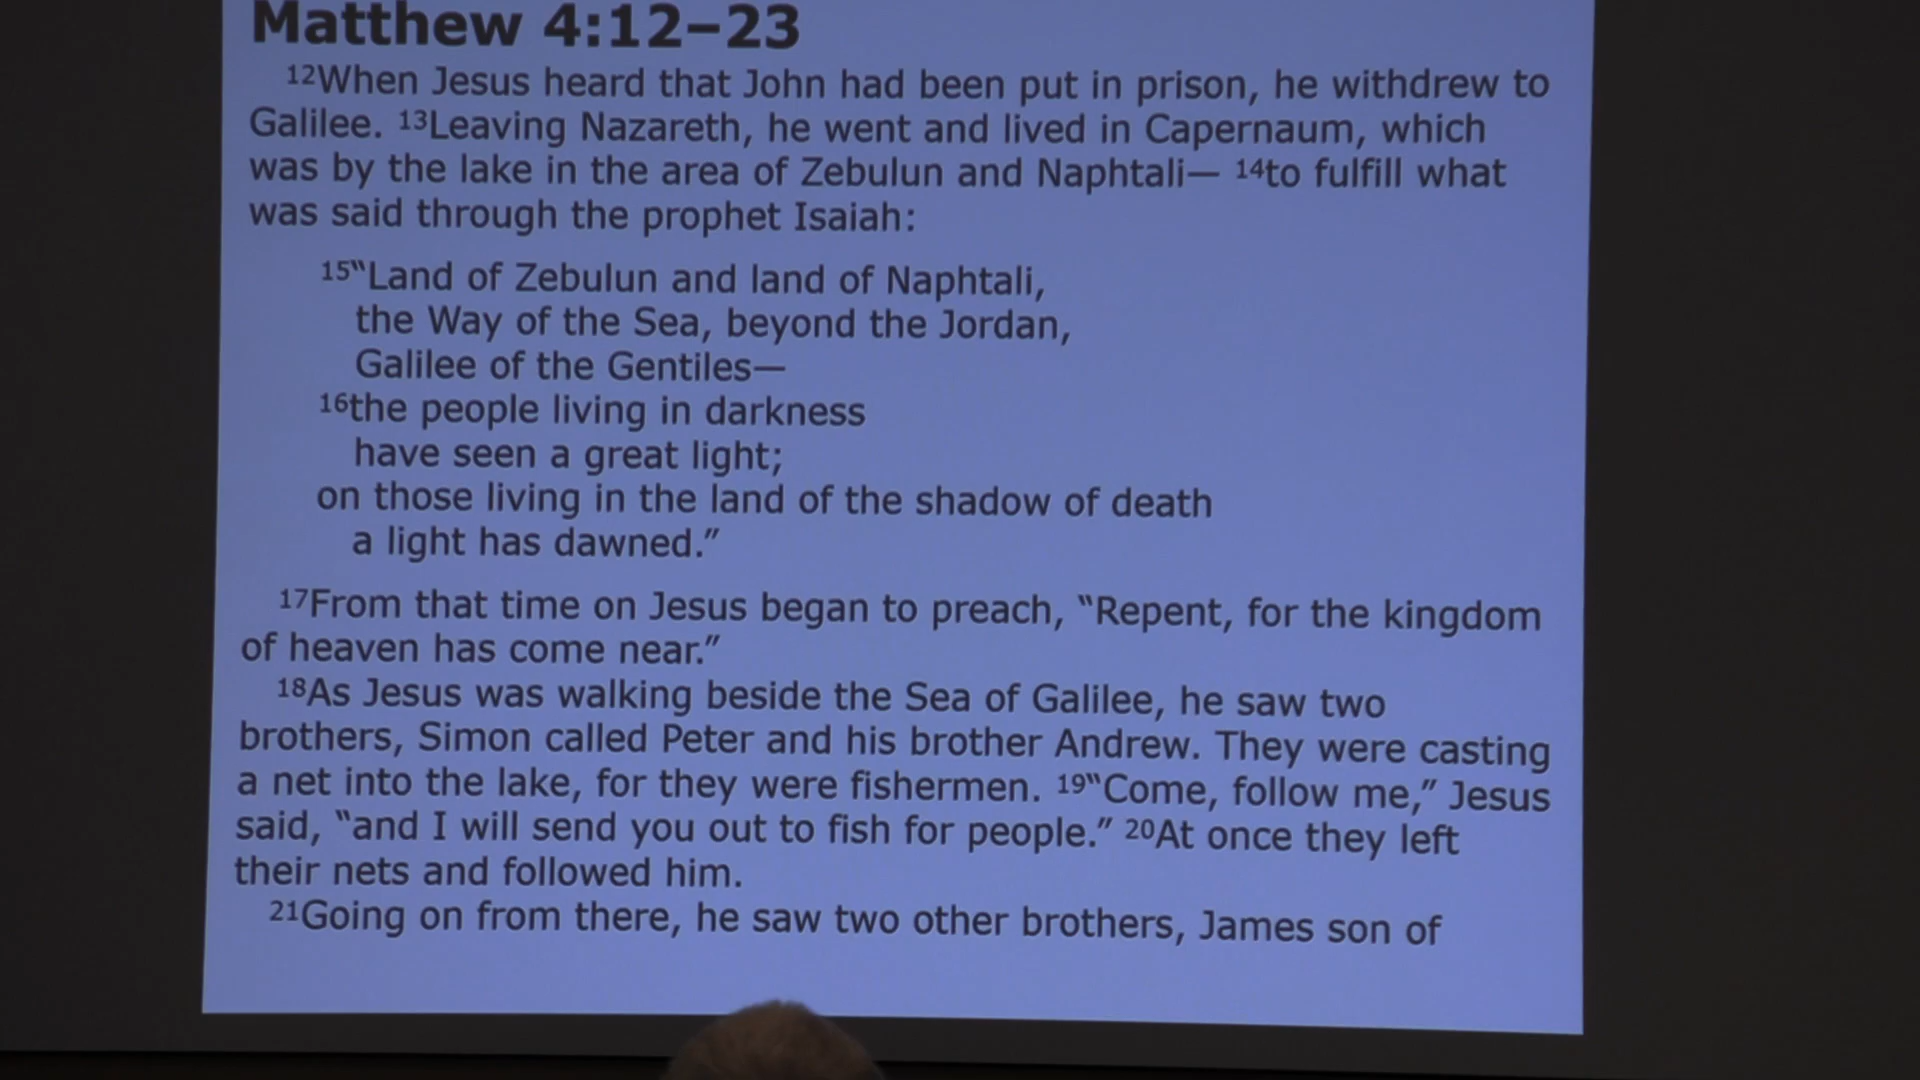 Matthew 4:12–23
12When Jesus heard that John had been put in prison, he withdrew to
Galilee. 13Leaving Nazareth, he went and lived in Capernaum, which
was by the lake in the area of Zebulun and Naphtali— 14to fulfill what
was said through the prophet Isaiah:
15“Land of Zebulun and land of Naphtali,
the Way of the Sea, beyond the Jordan,
Galilee of the Gentiles—
16the people living in darkness
have seen a great light;
on those living in the land of the shadow of death
a light has dawned.”
17From that time on Jesus began to preach, “Repent, for the kingdom
of heaven has come near.”
18As Jesus was walking beside the Sea of Galilee, he saw two
brothers, Simon called Peter and his brother Andrew. They were casting
a net into the lake, for they were fishermen. 19“Come, follow me,” Jesus
said, “and I will send you out to fish for people.” 20At once they left
their nets and followed him.
21Going on from there, he saw two other brothers, James son of